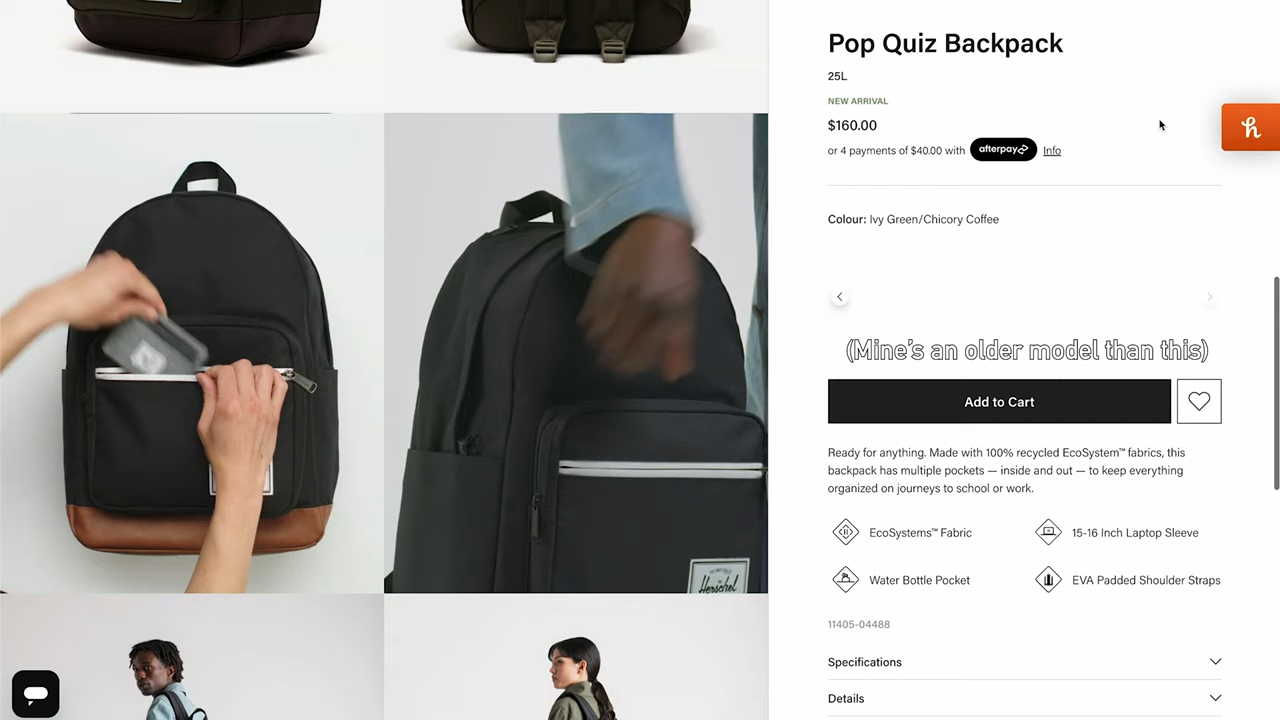 Pop Quiz Backpack
25L
NEW ARRIVAL
$160.00
or 4 payments of $40.00 with afterpay Info
Colour: Ivy Green/Chicory Coffee
(Mine's an older model than this)
Add to Cart
Ready for anything. Made with 100% recycled EcoSystem™ fabrics, this
backpack has multiple pockets — inside and out — to keep everything
organized on journeys to school or work.
EcoSystems™ Fabric
15-16 Inch Laptop Sleeve
Water Bottle Pocket
EVA Padded Shoulder Straps
11405-04488
Specifications
Details
Herschel